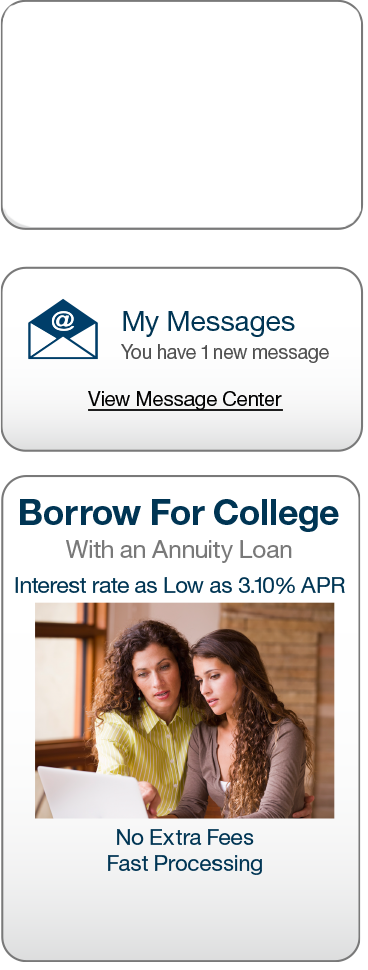 @
My Messages
You have 1 new message
View Message Center
Borrow For College
With an Annuity Loan
Interest rate as Low as 3.10% APR
No Extra Fees
Fast Processing